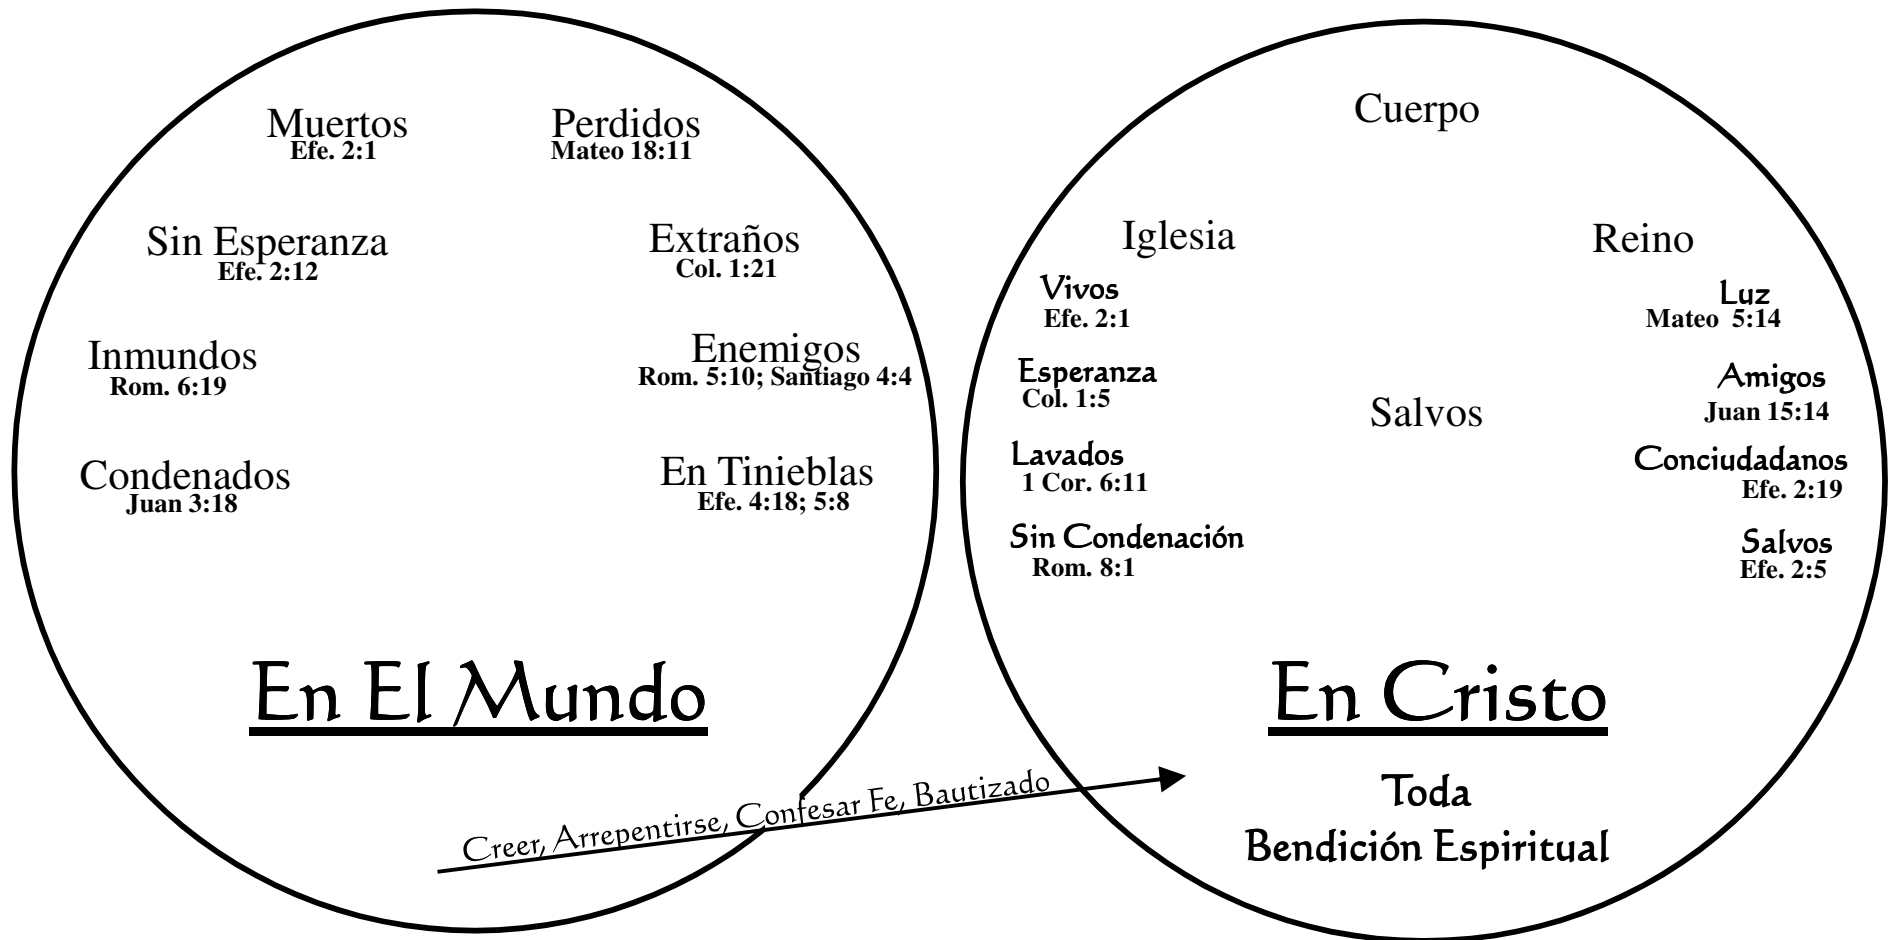 Muertos
Efe. 2:1
Perdidos
Mateo 18:11
Sin Esperanza
Efe. 2:12
Extraños
Col. 1:21
Inmundos
Rom. 6:19
Enemigos
Rom. 5:10; Santiago 4:4
Condenados
Juan 3:18
En Tinieblas
Efe. 4:18; 5:8
En El Mundo
Creer, Arrepentirse, Confesar Fe, Bautizado
Cuerpo
Iglesia
Reino
Vivos
Efe. 2:1
Luz
Mateo 5:14
Esperanza
Col. 1:5
Amigos
Juan 15:14
Salvos
Lavados
1 Cor. 6:11
Conciudadanos
Efe. 2:19
Sin Condenación
Rom. 8:1
Salvos
Efe. 2:5
En Cristo
Toda
Bendición Espiritual